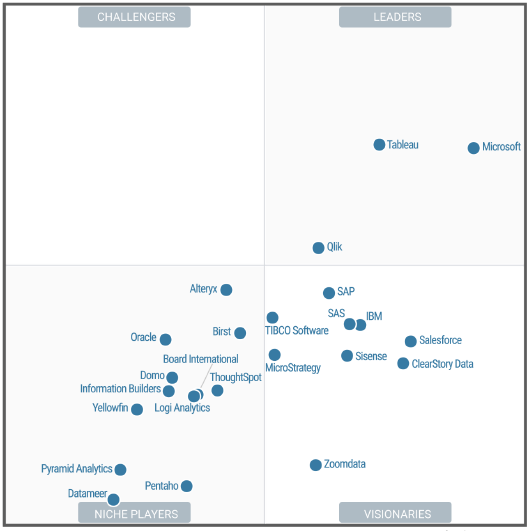 CHALLENGERS
LEADERS
Tableau
Microsoft
Qlik
Alteryx
SAP
SAS
IBM
TIBCO Software
Birst
Oracle
Salesforce
Board International
Sisense
ClearStory Data
MicroStrategy
Domo
ThoughtSpot
Information Builders
Yellowfin
Logi Analytics
Zoomdata
Pyramid Analytics
Pentaho
Datameer
NICHE PLAYERS
VISIONARIES